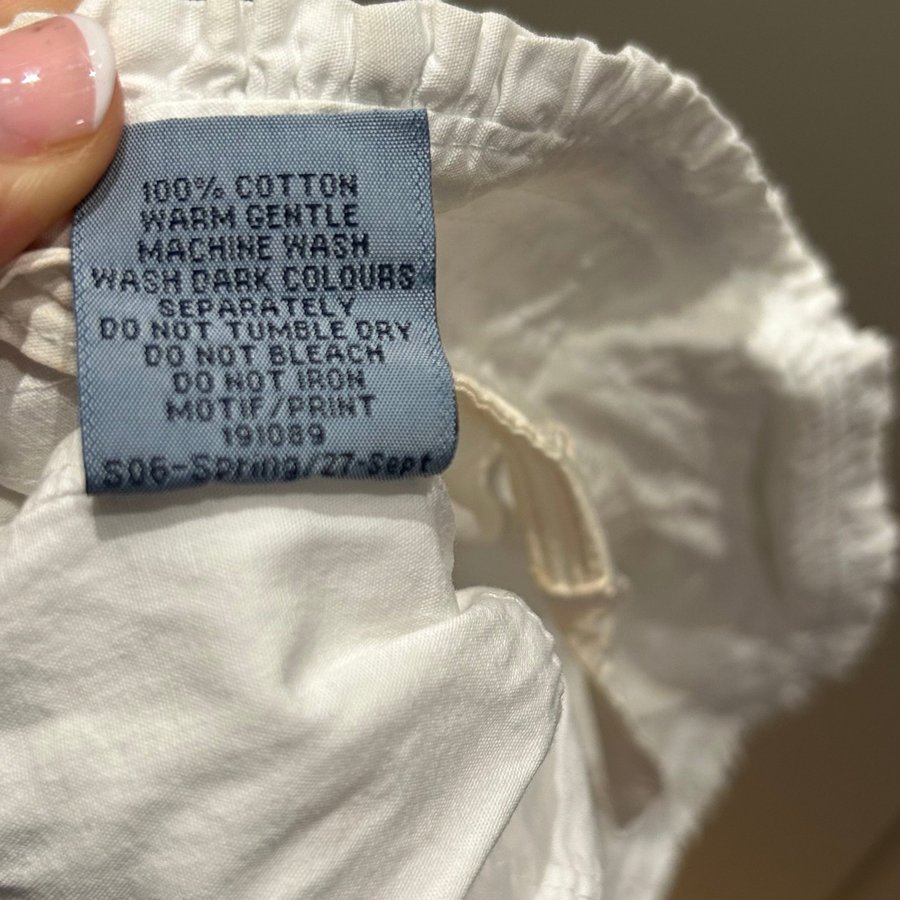 100% COTTON
WARM GENTLE
MACHINE WASH
WASH DARK COLOURS
SEPARATELY
DO NOT TUMBLE DRY
DO NOT BLEACH
DO NOT IRON
MOTIF/PRINT
191089
S06-Spring/27-Sept